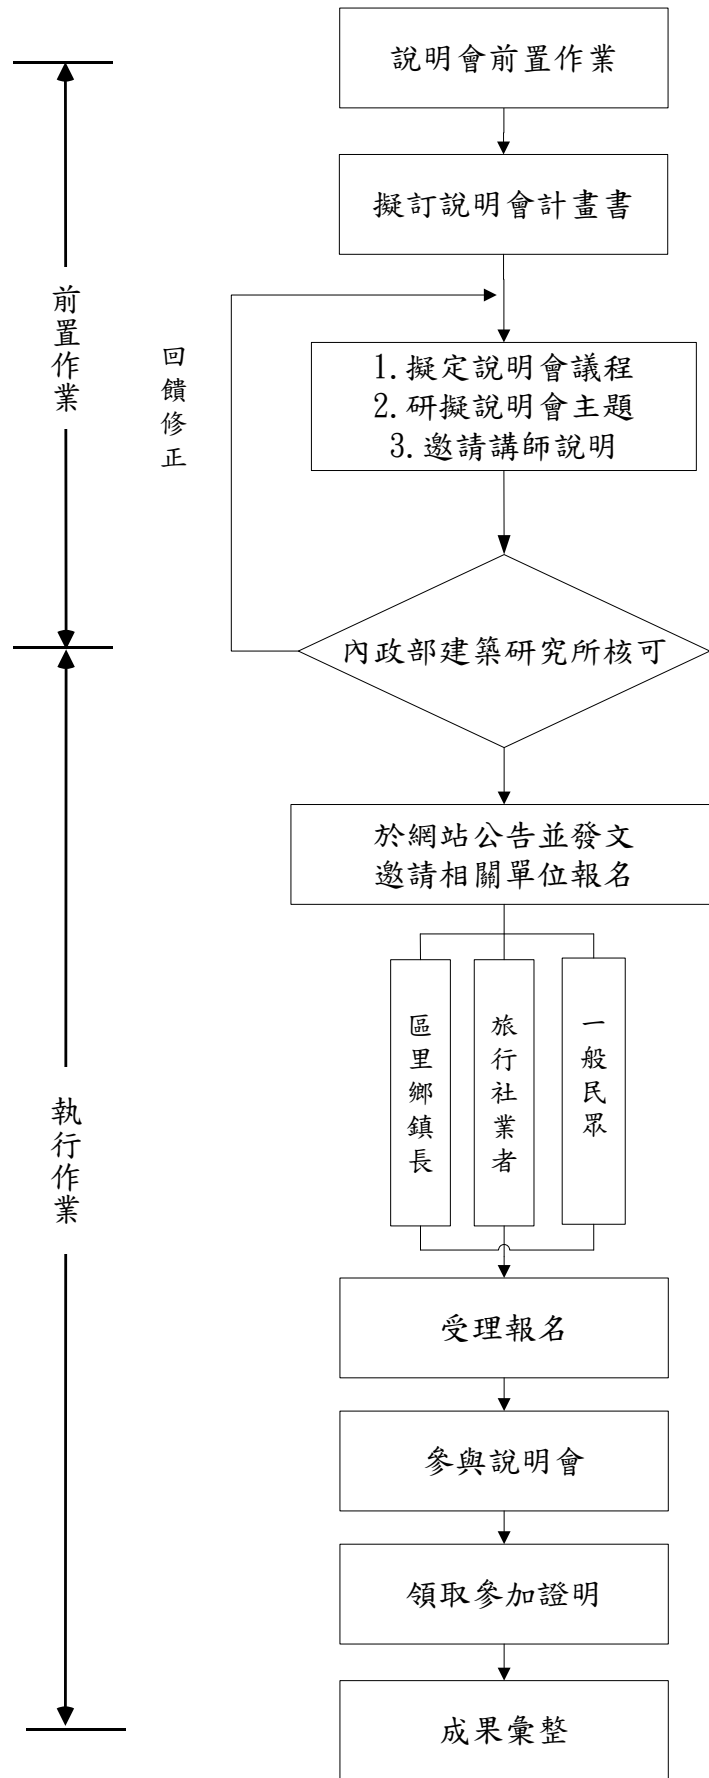 說明會前置作業
擬訂說明會計畫書
前置作業
回饋修正
1.擬定說明會議程
2.研擬說明會主題
3.邀請講師說明
內政部建築研究所核可
於網站公告並發文
邀請相關單位報名
區里鄉鎮長
旅行社業者
一般民眾
執行作業
受理報名
參與說明會
領取參加證明
成果彙整